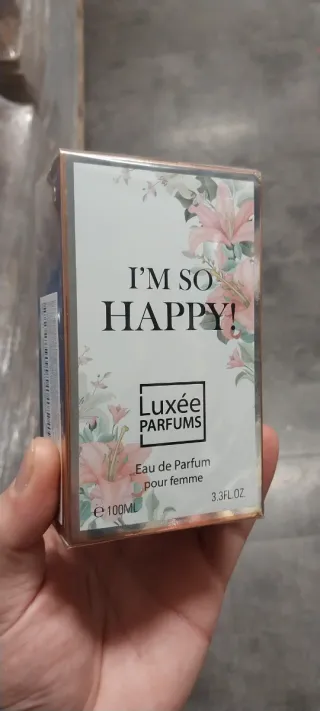 I'M SO
HAPPY!
Luxée
PARFUMS
Eau de Parfum
pour femme
℮ 100ML
3.3FL.OZ.